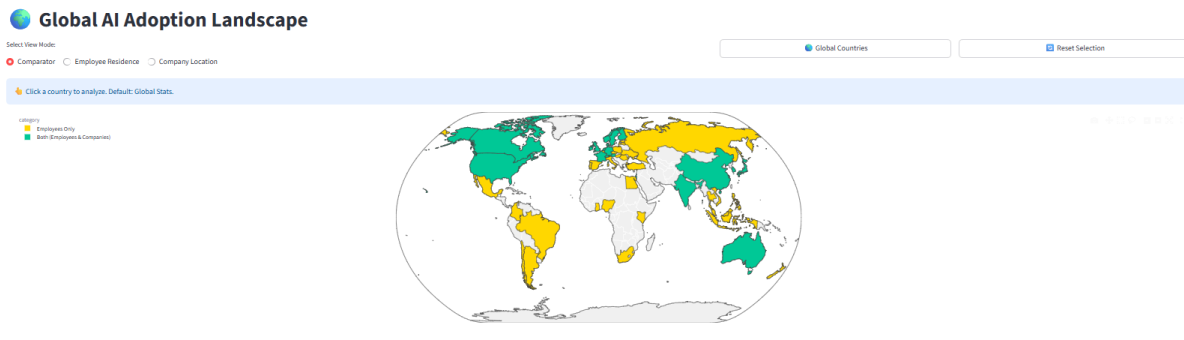 Global AI Adoption Landscape
Select View Mode:
Comparator
Employee Residence
Company Location
Global Countries
Reset Selection
Click a country to analyze. Default: Global Stats.
category
Employees Only
Both (Employees & Companies)